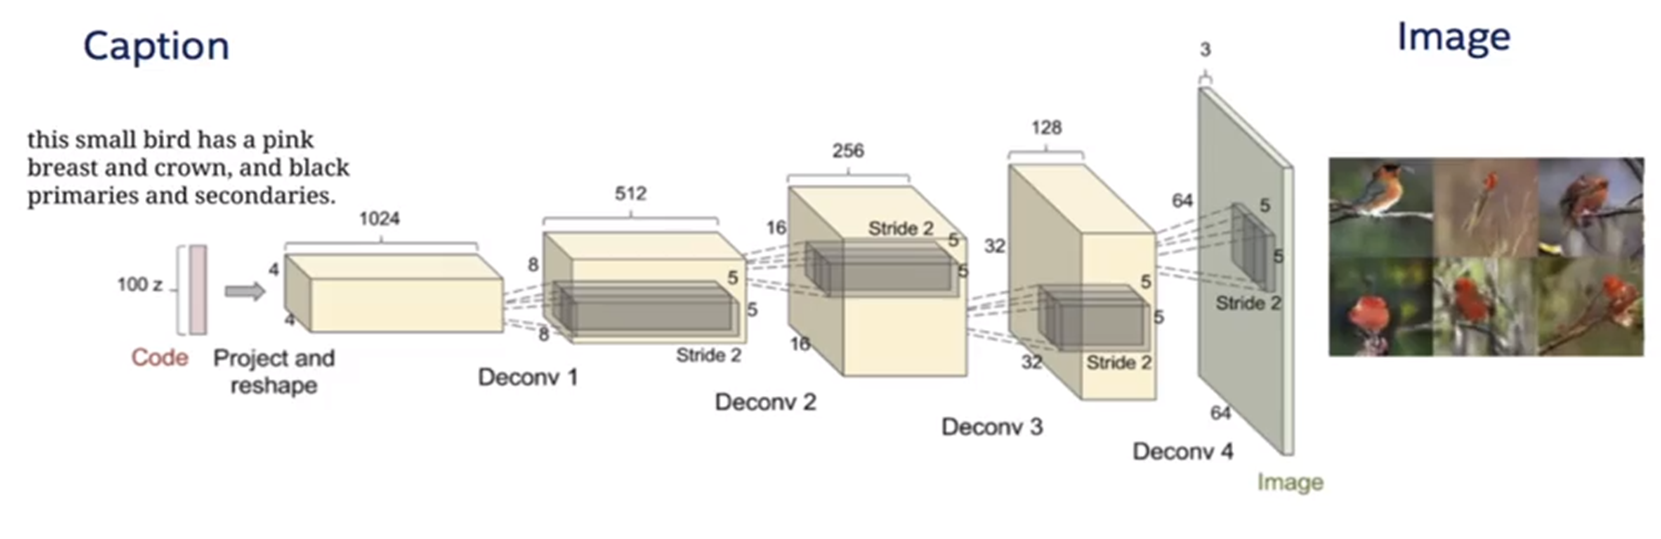 Caption
Image
this small bird has a pink
breast and crown, and black
primaries and secondaries.
100 z
Code
Project and
reshape
1024
4
4
512
8
8
5
5
Stride 2
Deconv 1
256
16
16
Stride 2
5
5
Deconv 2
128
32
32
5
5
Stride 2
Deconv 3
3
64
64
5
5
Stride 2
Deconv 4
Image